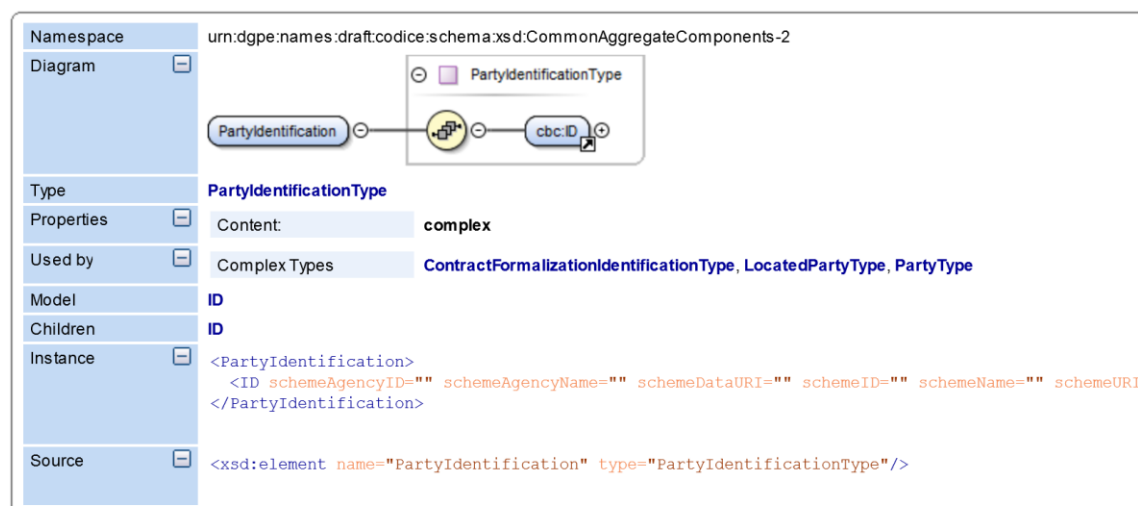 Namespace urn:dgpe:names:draft:codice:schema:xsd:CommonAggregateComponents-2
Diagram
PartyIdentificationType
PartyIdentification
cbc:ID
Type PartyIdentificationType
Properties Content: complex
Used by Complex Types ContractFormalizationIdentificationType, LocatedPartyType, PartyType
Model ID
Children ID
Instance <PartyIdentification>
<ID schemeAgencyID="" schemeAgencyName="" schemeDataURI="" schemeID="" schemeName="" schemeURI
</PartyIdentification>
Source <xsd:element name="PartyIdentification" type="PartyIdentificationType"/>